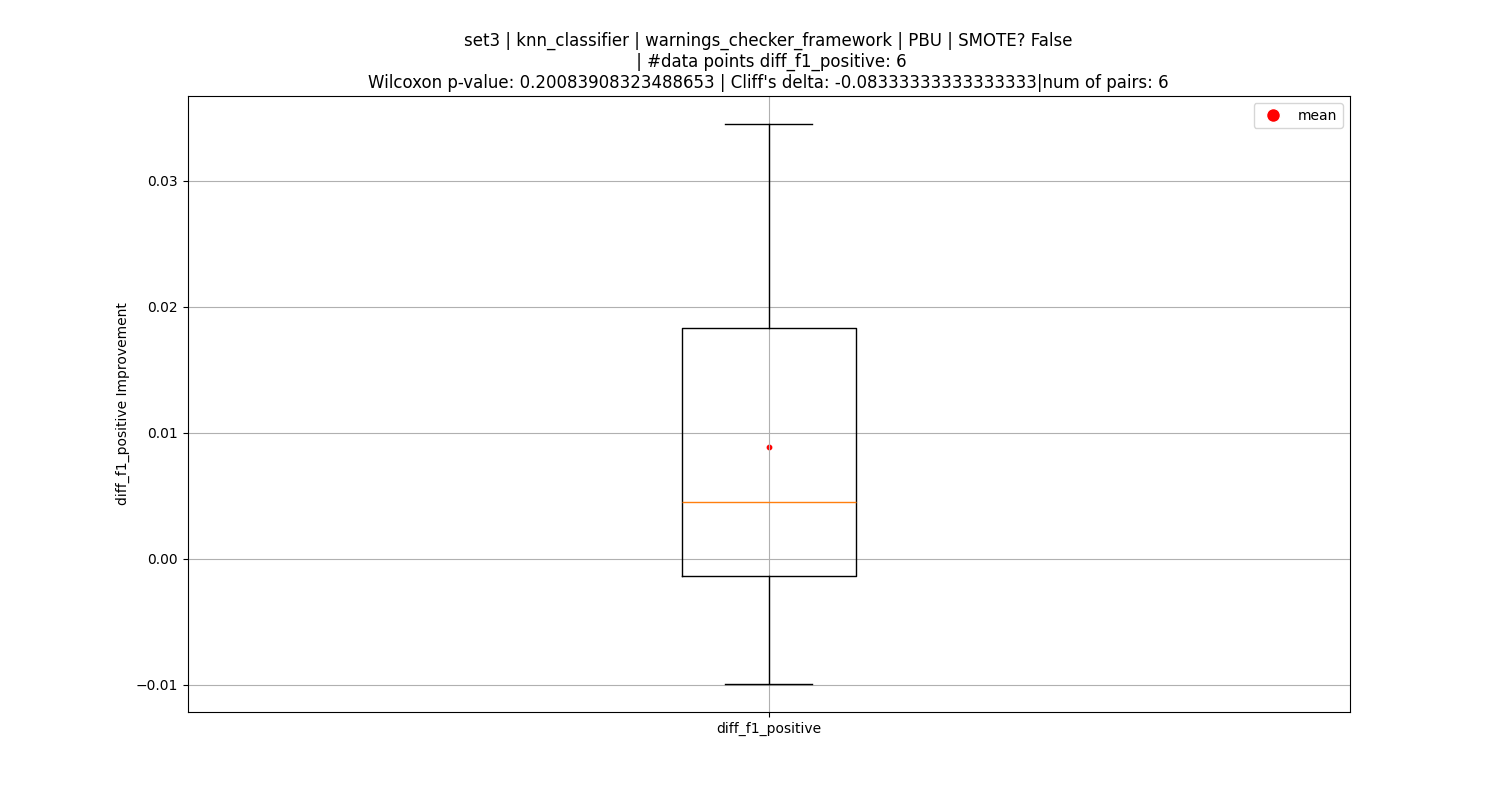 set3 | knn_classifier | warnings_checker_framework | PBU | SMOTE? False
| #data points diff_f1_positive: 6
Wilcoxon p-value: 0.20083908323488653 | Cliff's delta: -0.08333333333333333|num of pairs: 6
mean
0.03
0.02
0.01
0.00
−0.01
diff_f1_positive Improvement
diff_f1_positive